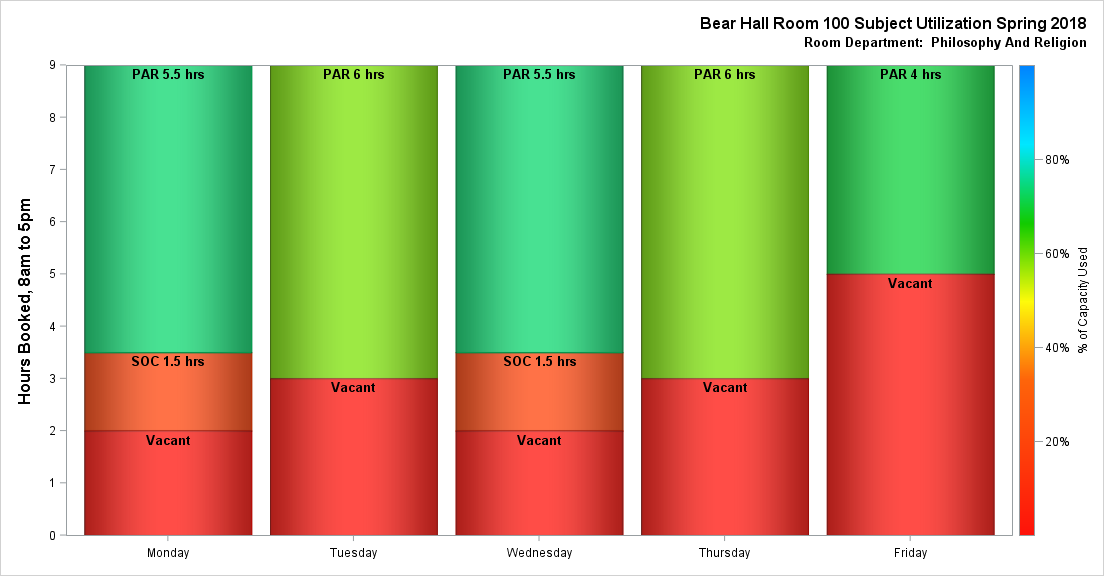 Bear Hall Room 100 Subject Utilization Spring 2018
Room Department:  Philosophy And Religion
Hours Booked, 8am to 5pm
9
8
7
6
5
4
3
2
1
0
PAR 5.5 hrs
SOC 1.5 hrs
Vacant
PAR 6 hrs
Vacant
PAR 5.5 hrs
SOC 1.5 hrs
Vacant
PAR 6 hrs
Vacant
PAR 4 hrs
Vacant
Monday
Tuesday
Wednesday
Thursday
Friday
80%
60%
40%
20%
% of Capacity Used